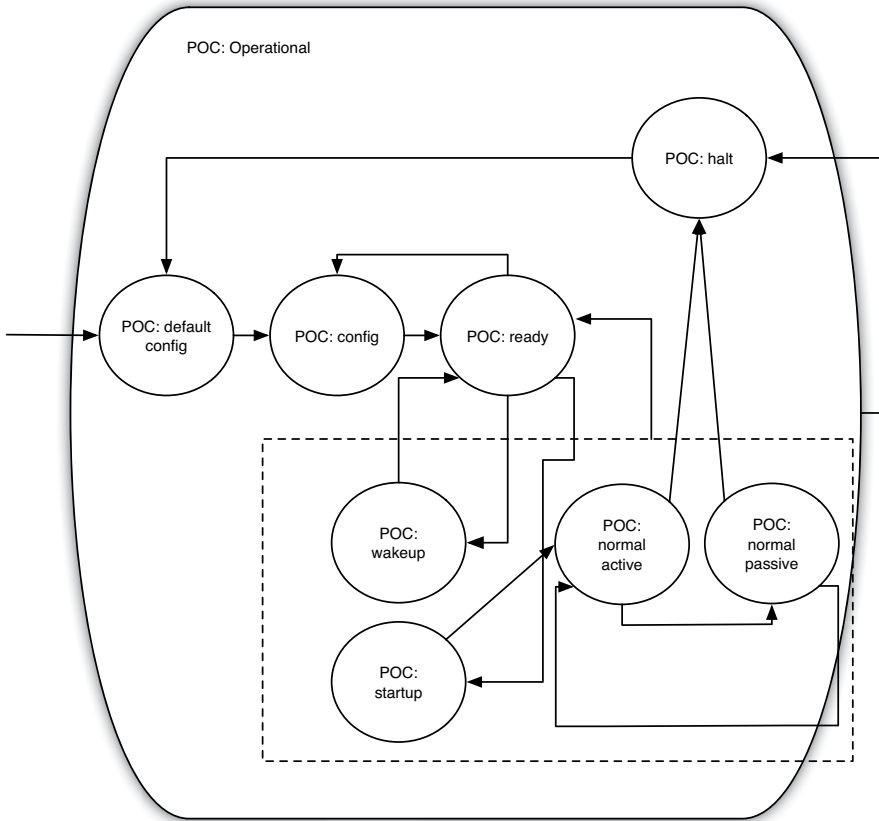 POC: Operational
POC: halt
POC: default
config
POC: config
POC: ready
POC:
wakeup
POC:
normal
active
POC:
normal
passive
POC:
startup